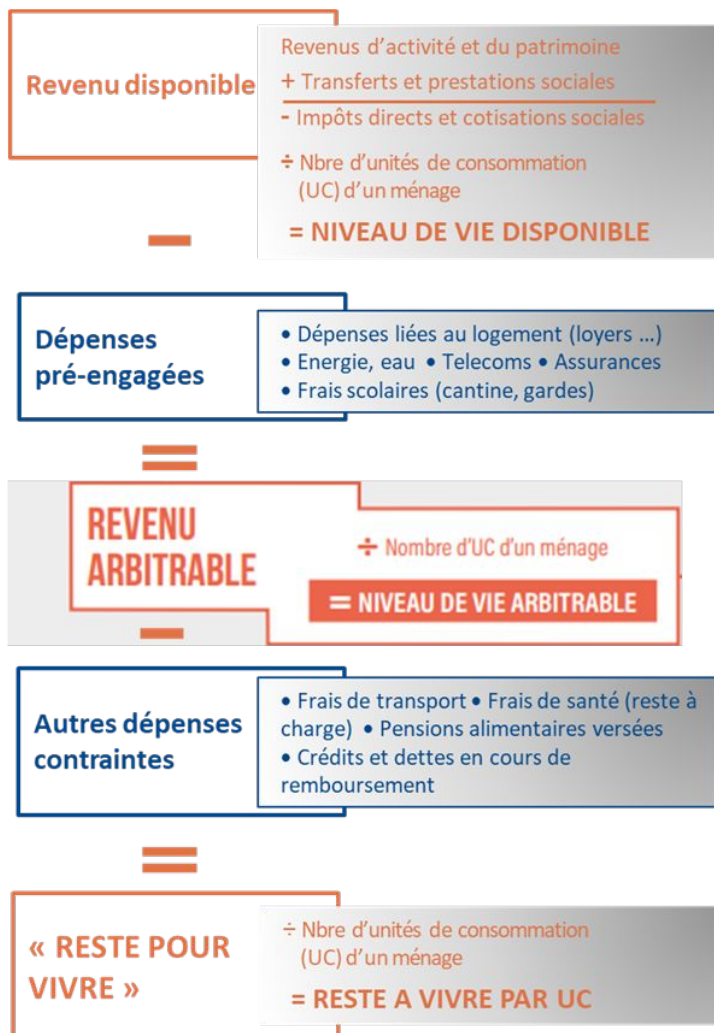 Revenu disponible
Revenus d'activité et du patrimoine
+ Transferts et prestations sociales
- Impôts directs et cotisations sociales
÷ Nbre d'unités de consommation
(UC) d'un ménage
= NIVEAU DE VIE DISPONIBLE
−
Dépenses
pré-engagées
• Dépenses liées au logement (loyers ...)
• Energie, eau • Telecoms • Assurances
• Frais scolaires (cantine, gardes)
=
REVENU
ARBITRABLE
÷ Nombre d'UC d'un ménage
= NIVEAU DE VIE ARBITRABLE
−
Autres dépenses
contraintes
• Frais de transport • Frais de santé (reste à
charge) • Pensions alimentaires versées
• Crédits et dettes en cours de
remboursement
=
« RESTE POUR
VIVRE »
÷ Nbre d'unités de consommation
(UC) d'un ménage
= RESTE A VIVRE PAR UC